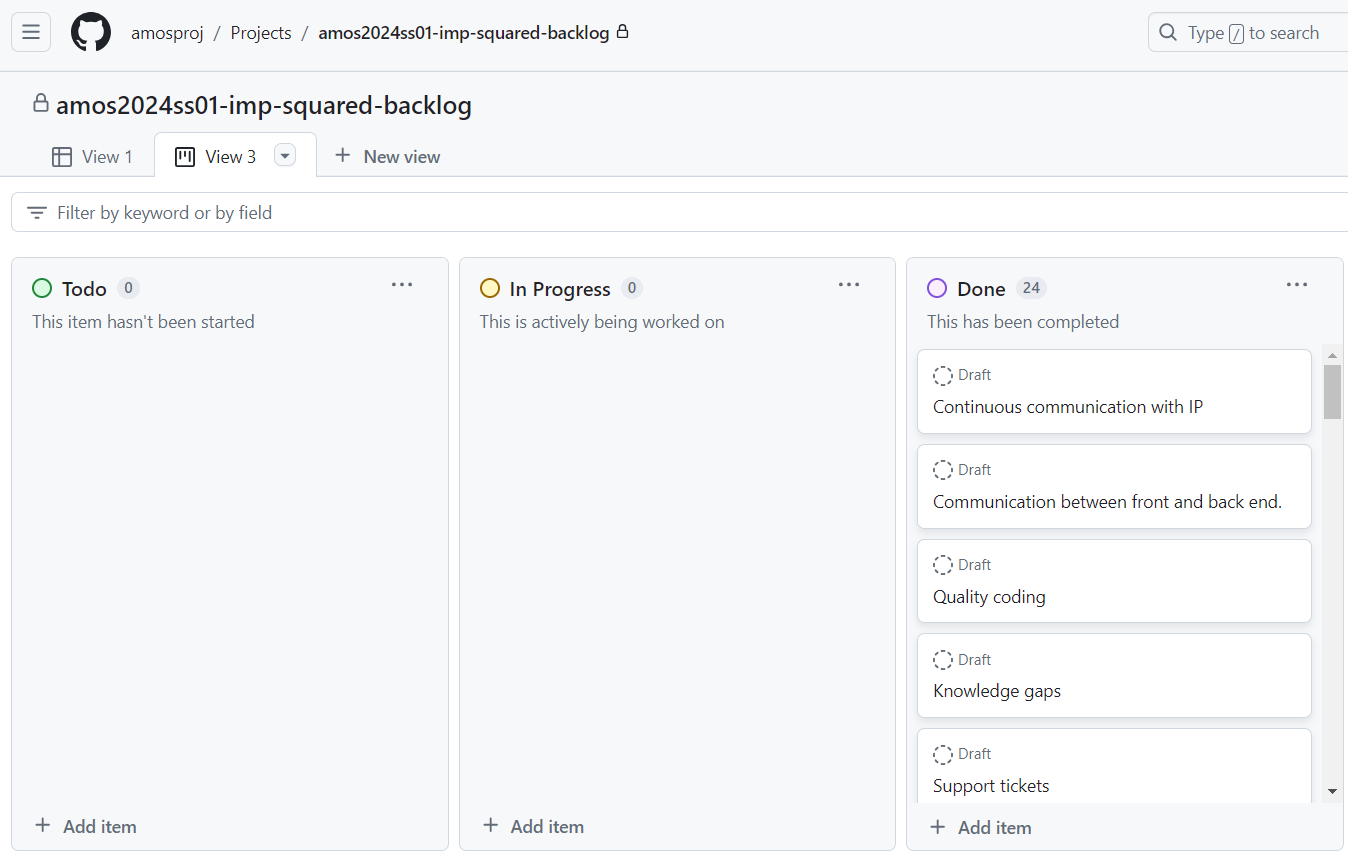 amosproj / Projects / amos2024ss01-imp-squared-backlog
Type / to search
amos2024ss01-imp-squared-backlog
View 1
View 3
New view
Filter by keyword or by field
Todo 0
This item hasn't been started
Add item
In Progress 0
This is actively being worked on
Add item
Done 24
This has been completed
Draft
Continuous communication with IP
Draft
Communication between front and back end.
Draft
Quality coding
Draft
Knowledge gaps
Draft
Support tickets
Add item